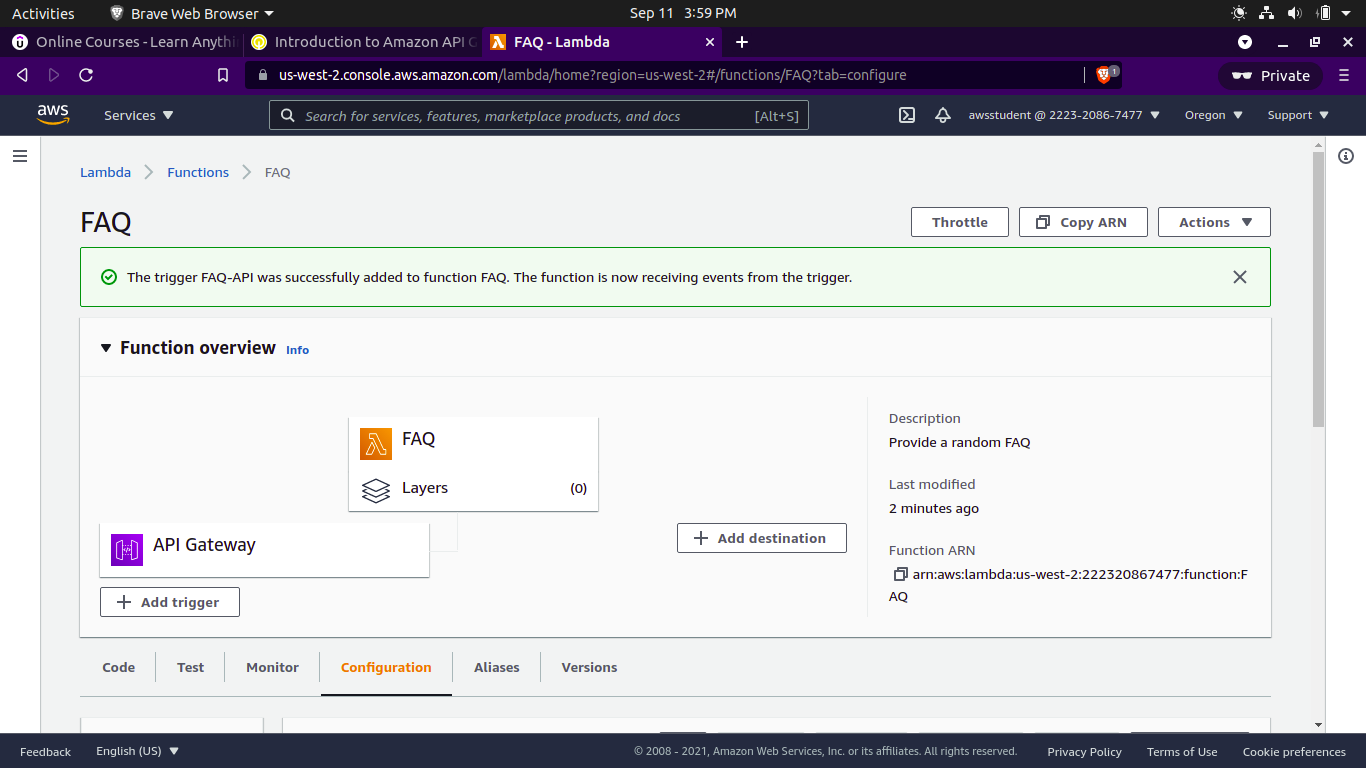 Activities
Brave Web Browser
Sep 11 3:59 PM
Online Courses - Learn Anythi
Introduction to Amazon API G
FAQ - Lambda
us-west-2.console.aws.amazon.com/lambda/home?region=us-west-2#/functions/FAQ?tab=configure
1
Private
aws
Services
Search for services, features, marketplace products, and docs
[Alt+S]
awsstudent @ 2223-2086-7477
Oregon
Support
Lambda
Functions
FAQ
FAQ
Throttle
Copy ARN
Actions
The trigger FAQ-API was successfully added to function FAQ. The function is now receiving events from the trigger.
Function overview
Info
FAQ
Layers
(0)
API Gateway
Add trigger
Add destination
Description
Provide a random FAQ
Last modified
2 minutes ago
Function ARN
arn:aws:lambda:us-west-2:222320867477:function:F
AQ
Code
Test
Monitor
Configuration
Aliases
Versions
Feedback
English (US)
© 2008 - 2021, Amazon Web Services, Inc. or its affiliates. All rights reserved.
Privacy Policy
Terms of Use
Cookie preferences